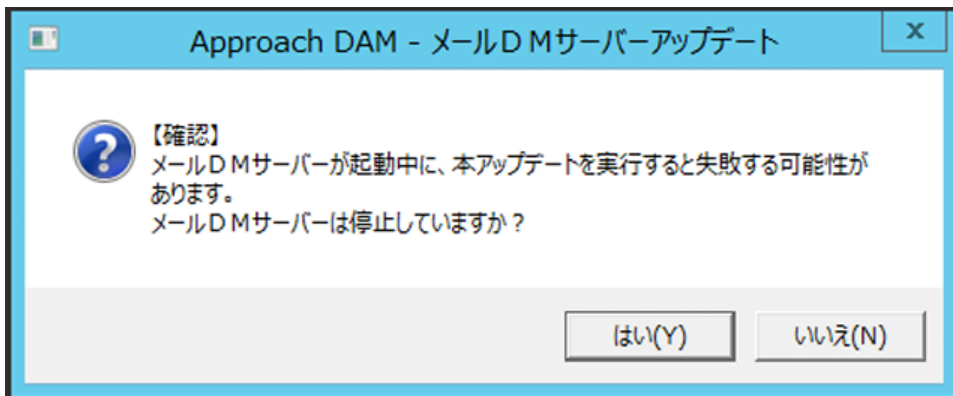 Approach DAM - メールＤＭサーバーアップデート
【確認】
メールＤＭサーバーが起動中に、本アップデートを実行すると失敗する可能性が
あります。
メールＤＭサーバーは停止していますか？
はい(Y)
いいえ(N)